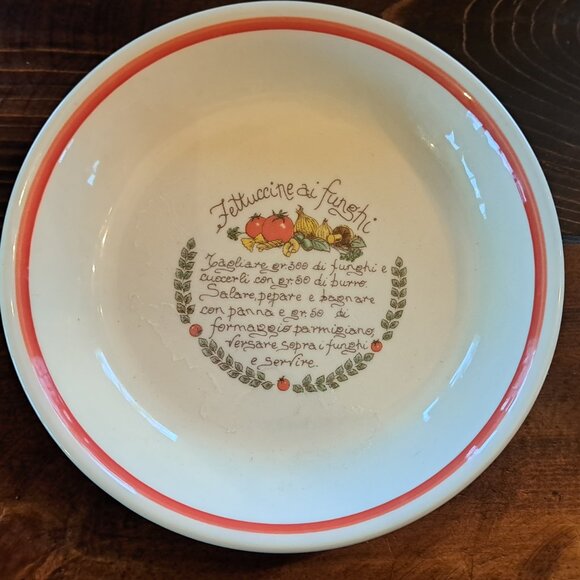 Fettuccine ai funghi
Tagliare gr.300 di funghi e
cuocerli con gr.50 di burro.
Salare, pepare e bagnare
con panna e gr.50 di
formaggio parmigiano,
versare sopra i funghi
e servire.